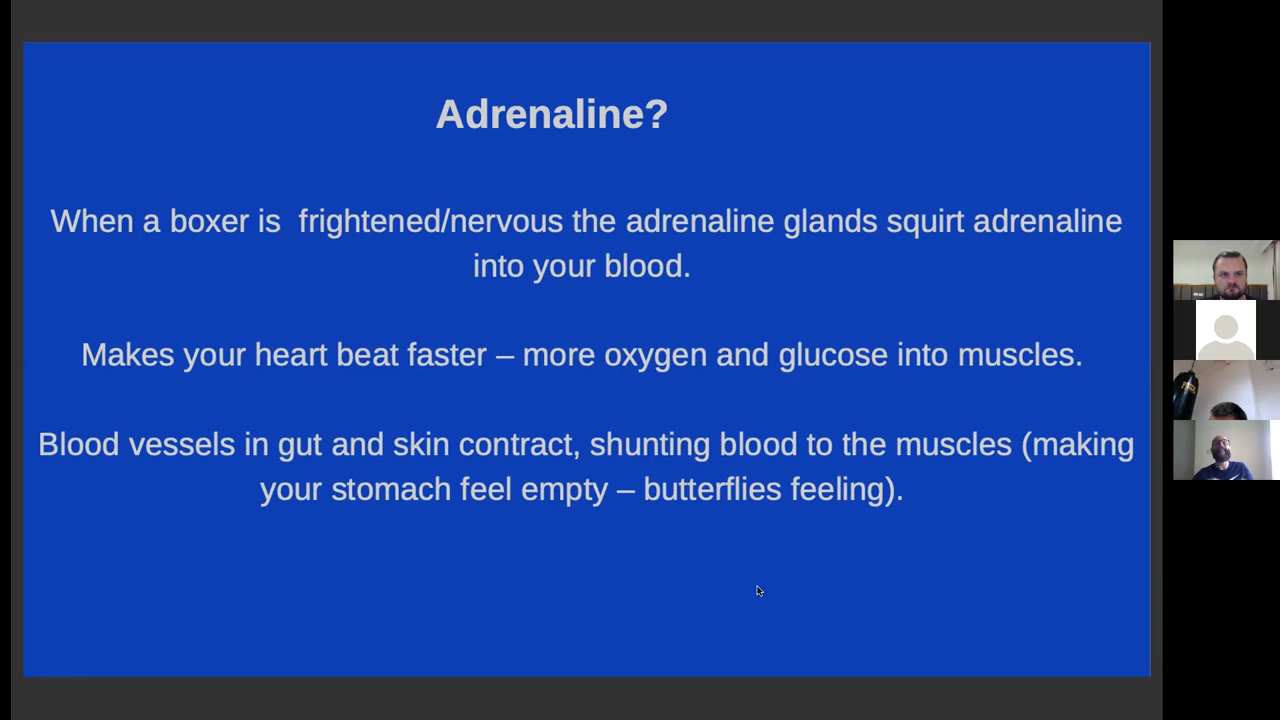 Adrenaline?
When a boxer is  frightened/nervous the adrenaline glands squirt adrenaline
into your blood.
Makes your heart beat faster – more oxygen and glucose into muscles.
Blood vessels in gut and skin contract, shunting blood to the muscles (making
your stomach feel empty – butterflies feeling).